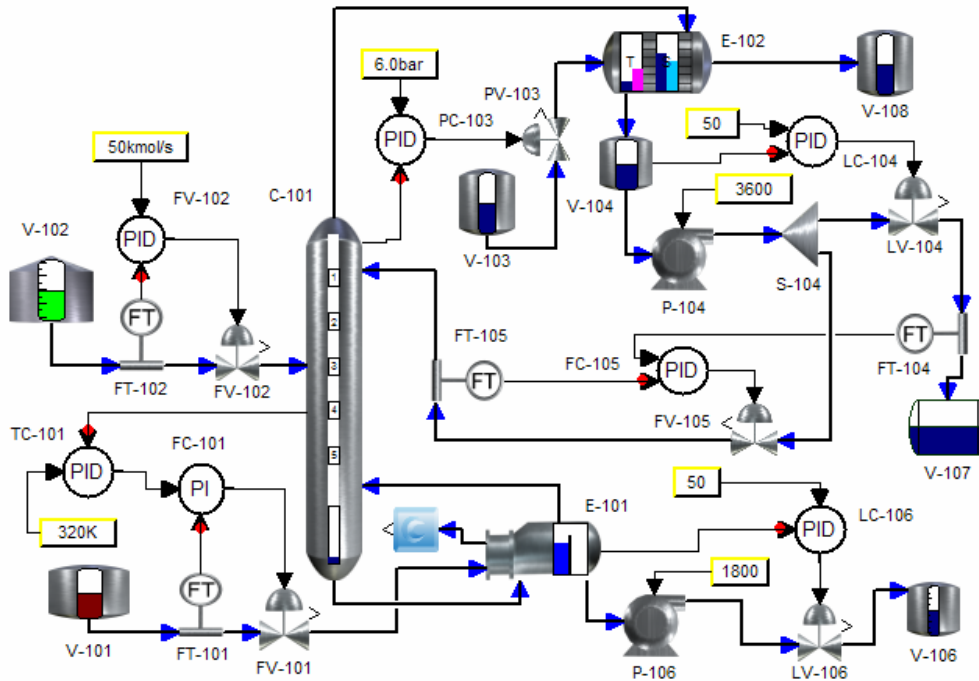 E-102
6.0bar
T
S
PV-103
V-108
PID
PC-103
50
PID
50kmol/s
LC-104
FV-102
C-101
3600
V-104
V-102
PID
V-103
LV-104
1
P-104
S-104
FT
2
FT-105
FT
FC-105
3
PID
FT-104
FT-102
FV-102
FT
4
TC-101
FC-101
FV-105
5
PID
PI
50
V-107
E-101
LC-106
320K
C
PID
FT
1800
V-101
FT-101
FV-101
P-106
LV-106
V-106